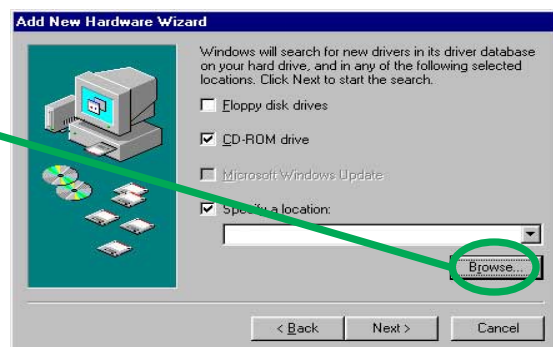 Add New Hardware Wizard
Windows will search for new drivers in its driver database
on your hard drive, and in any of the following selected
locations. Click Next to start the search.
Floppy disk drives
CD-ROM drive
Microsoft Windows Update
Specify a location:
Browse...
< Back
Next >
Cancel